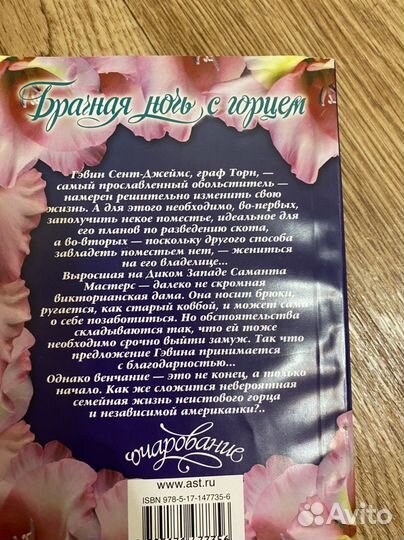 Брачная ночь с горцем
Гэвин Сент-Джеймс, граф Торн, —
самый прославленный обольститель —
намерен решительно изменить свою
жизнь. А для этого необходимо, во-первых,
заполучить некое поместье, идеальное для
его планов по разведению скота,
а во-вторых — поскольку другого способа
завладеть поместьем нет, — жениться
на его владелице...
Выросшая на Диком Западе Саманта
Мастерс — далеко не скромная
викторианская дама. Она носит брюки,
ругается, как старый ковбой, и может сама
о себе позаботиться. Но обстоятельства
складываются так, что ей тоже
необходимо срочно выйти замуж. Так что
предложение Гэвина принимается
с благодарностью...
Однако венчание — это не конец, а только
начало. Как же сложится невероятная
семейная жизнь неистового горца
и независимой американки?..
Очарование
www.ast.ru
ISBN 978-5-17-147735-6
Avito